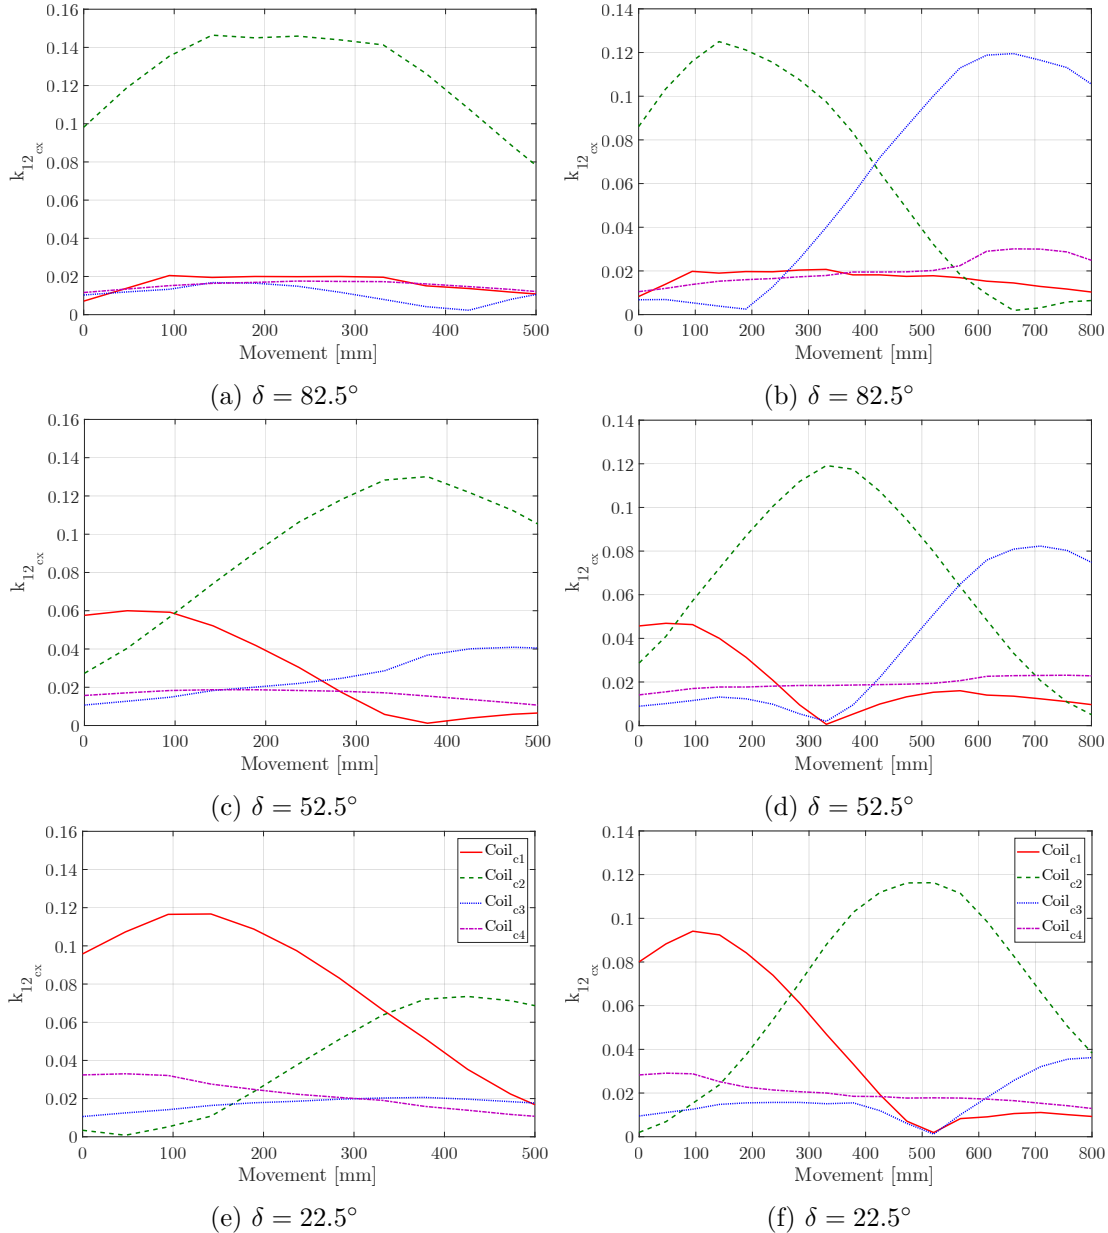 0.16
0.14
0.12
0.1
0.08
0.06
0.04
0.02
0
k12cx
0 100 200 300 400 500
Movement [mm]
(a) δ = 82.5°
0.14
0.12
0.1
0.08
0.06
0.04
0.02
0
k12cx
0 100 200 300 400 500 600 700 800
Movement [mm]
(b) δ = 82.5°
0.16
0.14
0.12
0.1
0.08
0.06
0.04
0.02
0
k12cx
0 100 200 300 400 500
Movement [mm]
(c) δ = 52.5°
0.14
0.12
0.1
0.08
0.06
0.04
0.02
0
k12cx
0 100 200 300 400 500 600 700 800
Movement [mm]
(d) δ = 52.5°
0.16
0.14
0.12
0.1
0.08
0.06
0.04
0.02
0
k12cx
Coilc1
Coilc2
Coilc3
Coilc4
0 100 200 300 400 500
Movement [mm]
(e) δ = 22.5°
0.14
0.12
0.1
0.08
0.06
0.04
0.02
0
k12cx
Coilc1
Coilc2
Coilc3
Coilc4
0 100 200 300 400 500 600 700 800
Movement [mm]
(f) δ = 22.5°